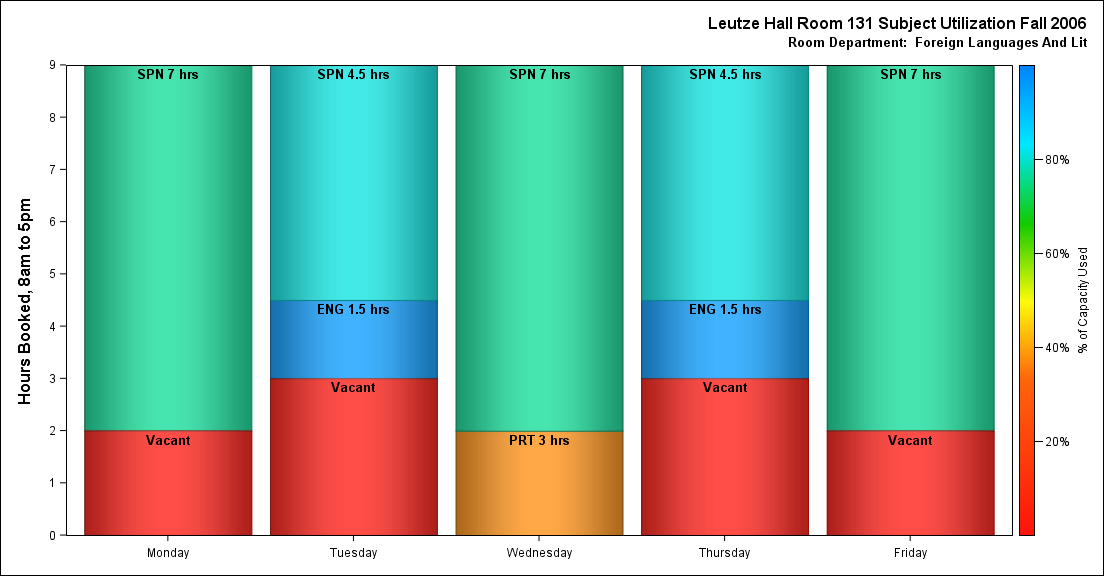 Leutze Hall Room 131 Subject Utilization Fall 2006
Room Department:  Foreign Languages And Lit
Hours Booked, 8am to 5pm
9
8
7
6
5
4
3
2
1
0
SPN 7 hrs
Vacant
SPN 4.5 hrs
ENG 1.5 hrs
Vacant
SPN 7 hrs
PRT 3 hrs
SPN 4.5 hrs
ENG 1.5 hrs
Vacant
SPN 7 hrs
Vacant
Monday
Tuesday
Wednesday
Thursday
Friday
80%
60%
40%
20%
% of Capacity Used